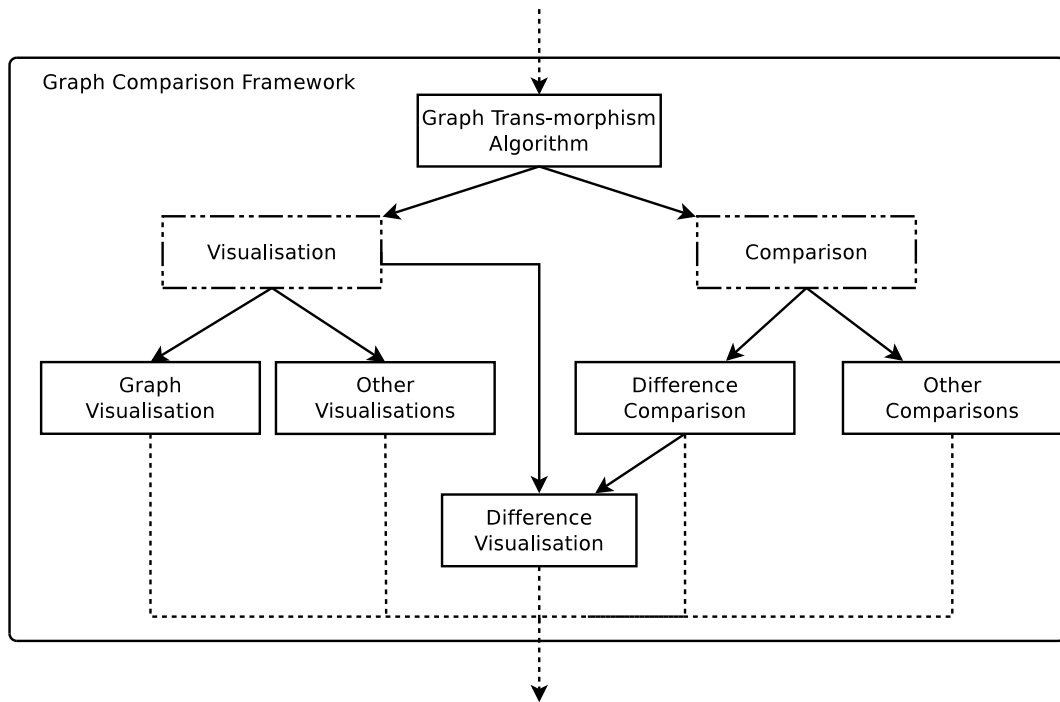 Graph Comparison Framework
Graph Trans-morphism
Algorithm
Visualisation
Comparison
Graph
Visualisation
Other
Visualisations
Difference
Comparison
Other
Comparisons
Difference
Visualisation